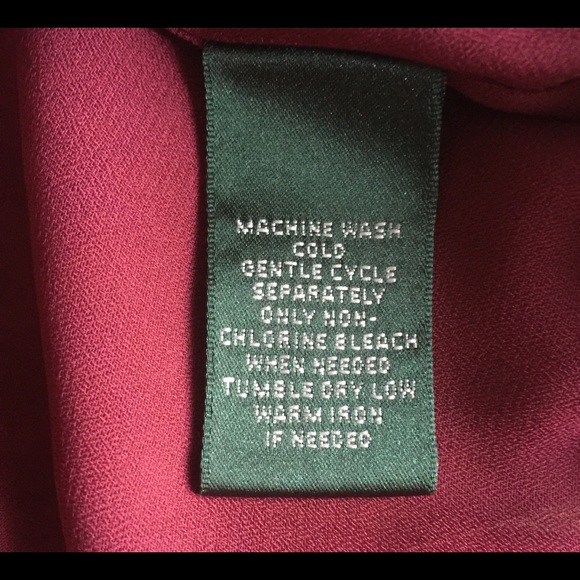 MACHINE WASH
COLD
GENTLE CYCLE
SEPARATELY
ONLY NON-
CHLORINE BLEACH
WHEN NEEDED
TUMBLE DRY LOW
WARM IRON
IF NEEDED